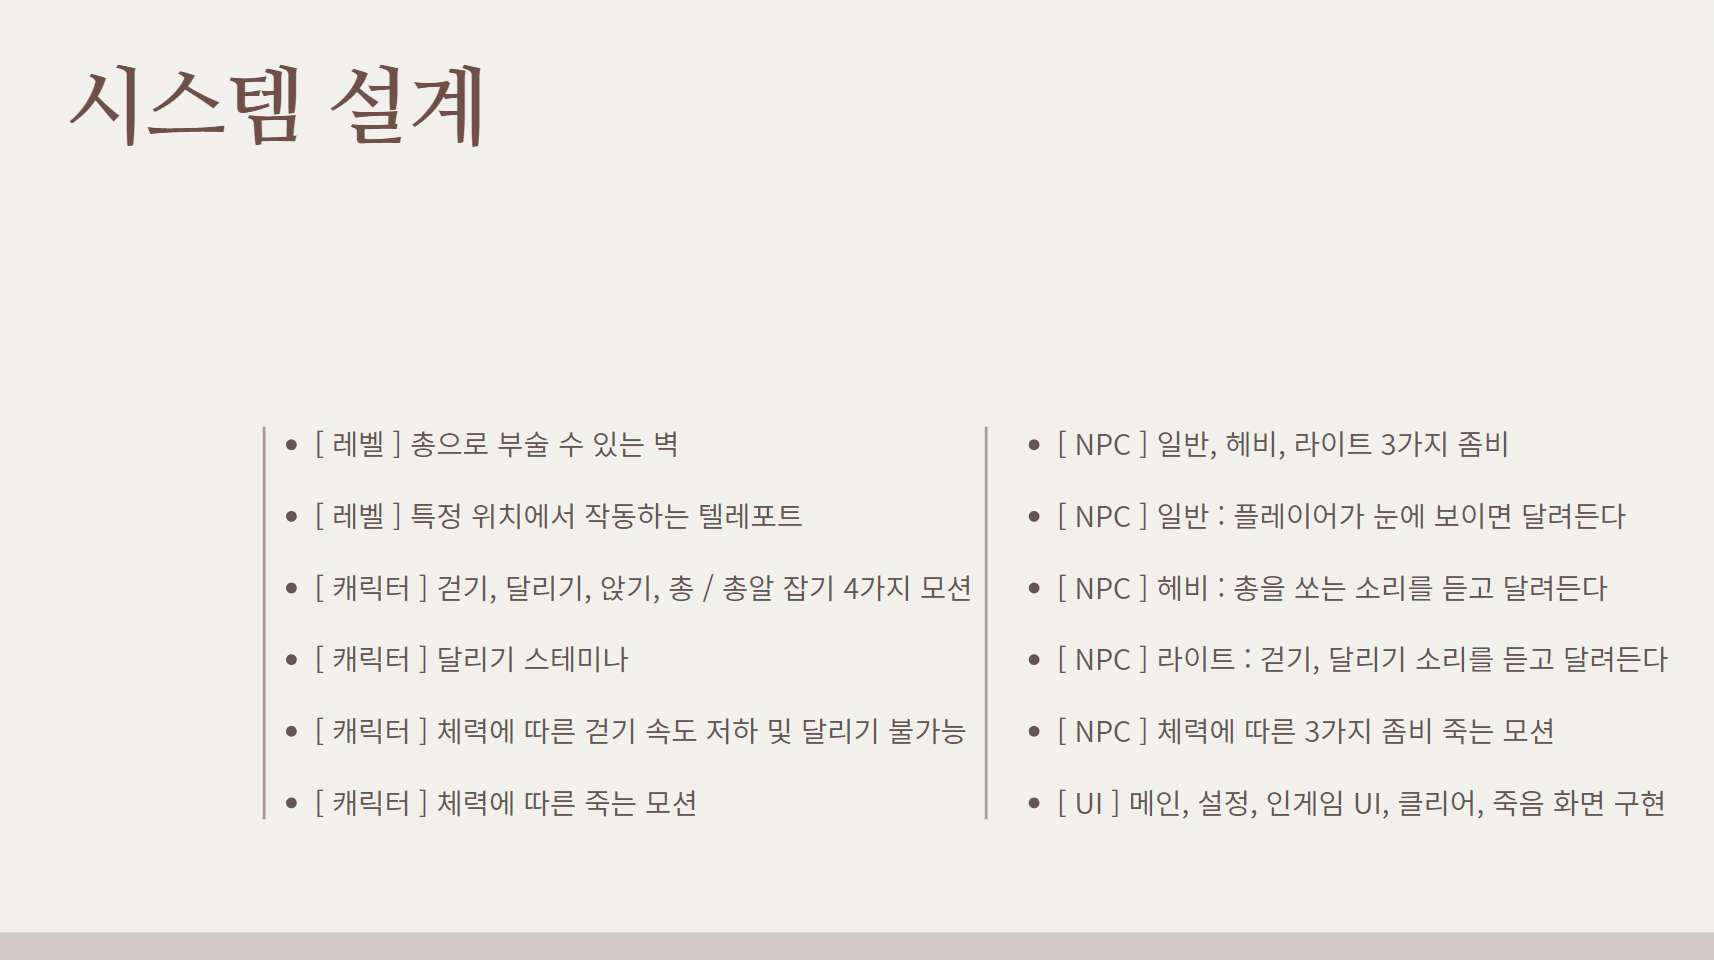 시스템 설계
• [ 레벨 ] 총으로 부술 수 있는 벽
• [ 레벨 ] 특정 위치에서 작동하는 텔레포트
• [ 캐릭터 ] 걷기, 달리기, 앉기, 총 / 총알 잡기 4가지 모션
• [ 캐릭터 ] 달리기 스테미나
• [ 캐릭터 ] 체력에 따른 걷기 속도 저하 및 달리기 불가능
• [ 캐릭터 ] 체력에 따른 죽는 모션
• [ NPC ] 일반, 헤비, 라이트 3가지 좀비
• [ NPC ] 일반 : 플레이어가 눈에 보이면 달려든다
• [ NPC ] 헤비 : 총을 쏘는 소리를 듣고 달려든다
• [ NPC ] 라이트 : 걷기, 달리기 소리를 듣고 달려든다
• [ NPC ] 체력에 따른 3가지 좀비 죽는 모션
• [ UI ] 메인, 설정, 인게임 UI, 클리어, 죽음 화면 구현